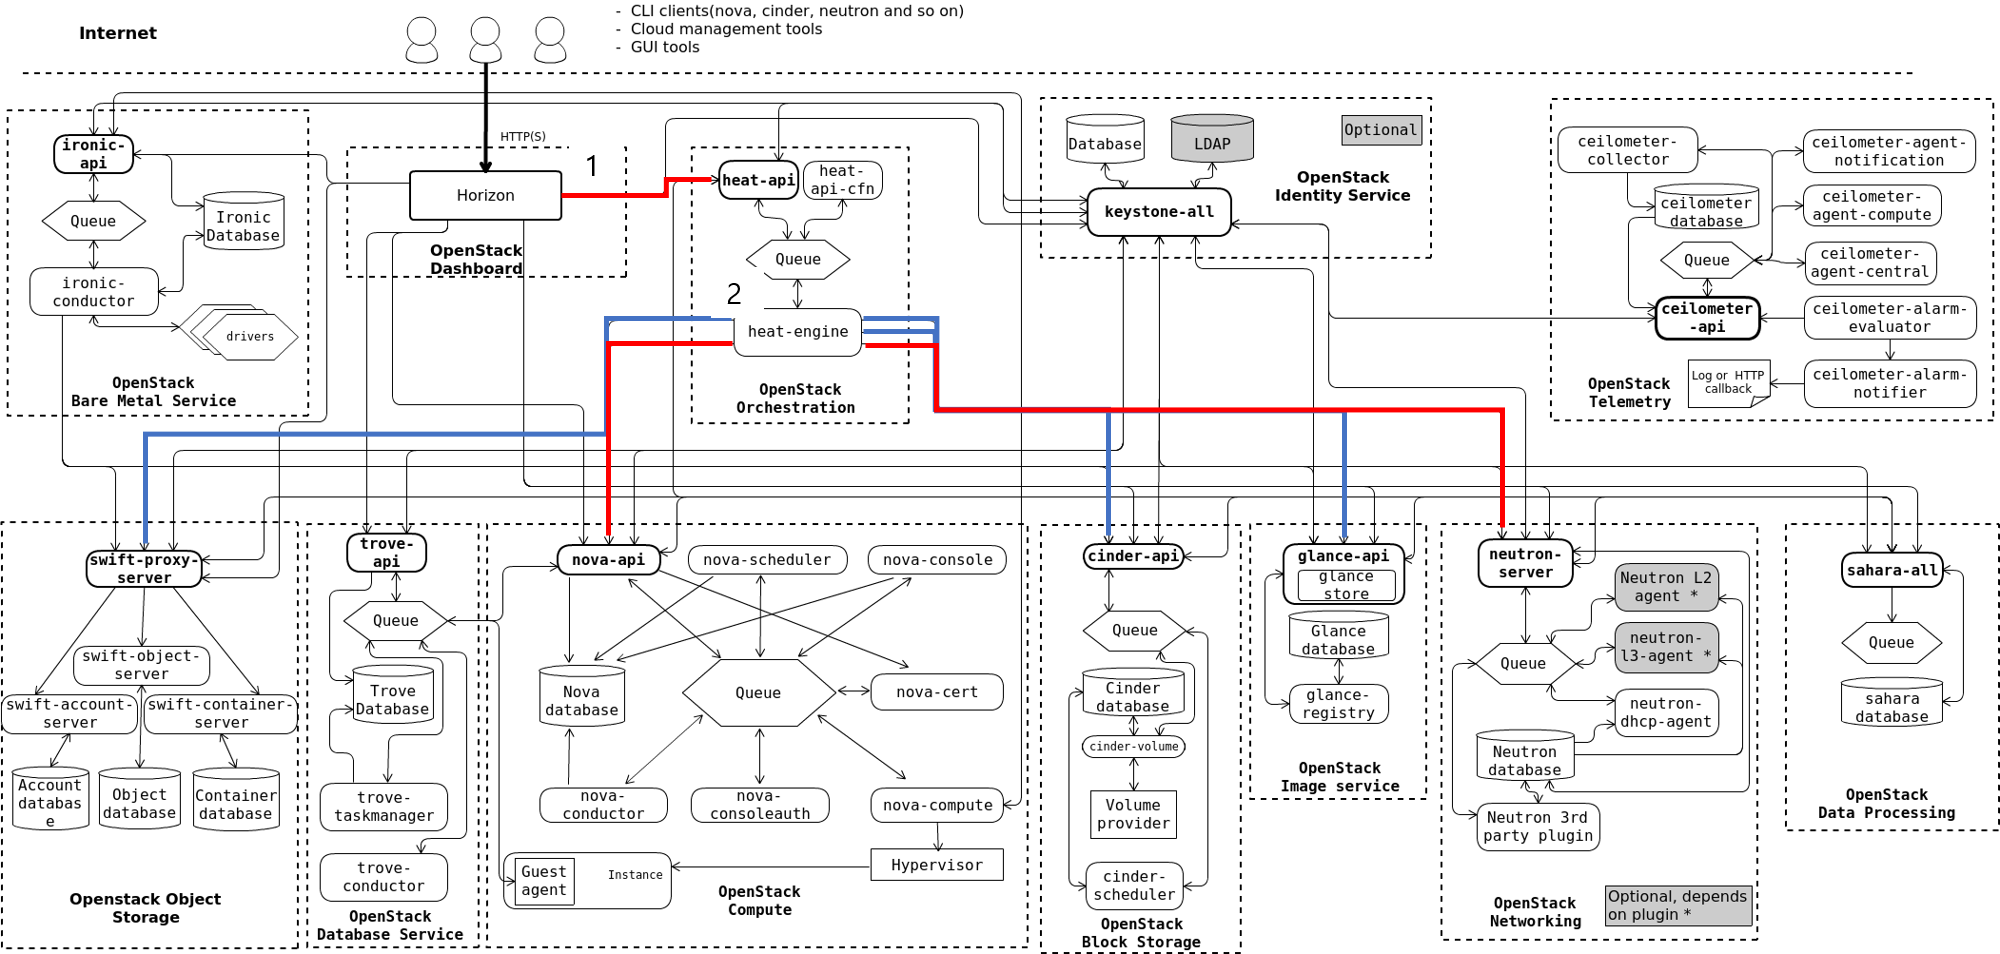 Internet
- CLI clients(nova, cinder, neutron and so on)
- Cloud management tools
- GUI tools
HTTP(S)
1
2
ironic-
api
Queue
Ironic
Database
ironic-
conductor
drivers
OpenStack
Bare Metal Service
Horizon
OpenStack
Dashboard
heat-api
heat-
api-cfn
Queue
heat-engine
OpenStack
Orchestration
Database
LDAP
Optional
OpenStack
Identity Service
keystone-all
ceilometer-
collector
ceilometer-agent-
notification
ceilometer
database
ceilometer-
agent-compute
Queue
ceilometer-
agent-central
ceilometer
-api
ceilometer-alarm-
evaluator
Log or HTTP
callback
ceilometer-alarm-
notifier
OpenStack
Telemetry
swift-proxy-
server
swift-object-
server
swift-account-
server
swift-container-
server
Account
databas
e
Object
database
Container
database
Openstack Object
Storage
trove-
api
Queue
Trove
Database
trove-
taskmanager
trove-
conductor
OpenStack
Database Service
nova-api
nova-scheduler
nova-console
Nova
database
Queue
nova-cert
nova-
conductor
nova-
consoleauth
nova-compute
Guest
agent
Instance
Hypervisor
OpenStack
Compute
cinder-api
Queue
Cinder
database
cinder-volume
Volume
provider
cinder-
scheduler
OpenStack
Block Storage
glance-api
glance
store
Glance
database
glance-
registry
OpenStack
Image service
neutron-
server
Neutron L2
agent *
neutron-
l3-agent *
Queue
neutron-
dhcp-agent
Neutron
database
Neutron 3rd
party plugin
OpenStack
Networking
Optional, depends
on plugin *
sahara-all
Queue
sahara
database
OpenStack
Data Processing